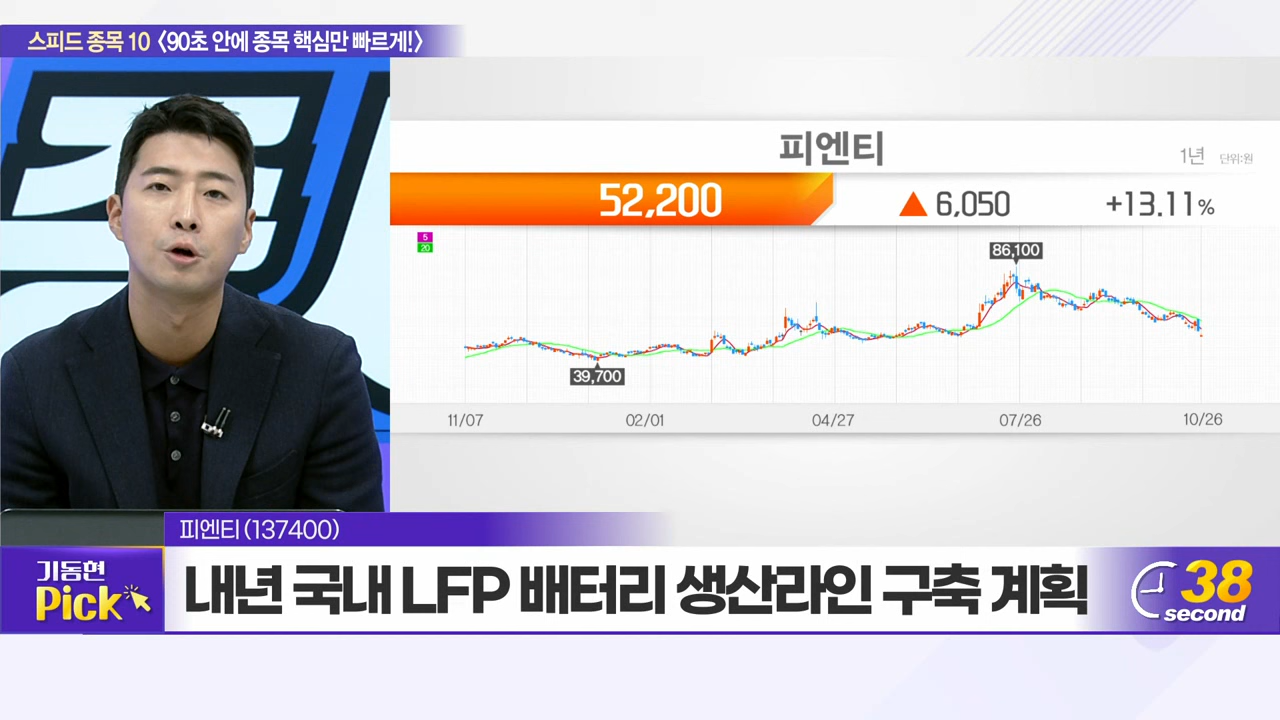 스피드 종목 10 〈90초 안에 종목 핵심만 빠르게!〉
피엔티
1년 단위:원
52,200 ▲ 6,050 +13.11%
5
20
86,100
39,700
11/07 02/01 04/27 07/26 10/26
피엔티(137400)
기동현
Pick
내년 국내 LFP 배터리 생산라인 구축 계획
38
second